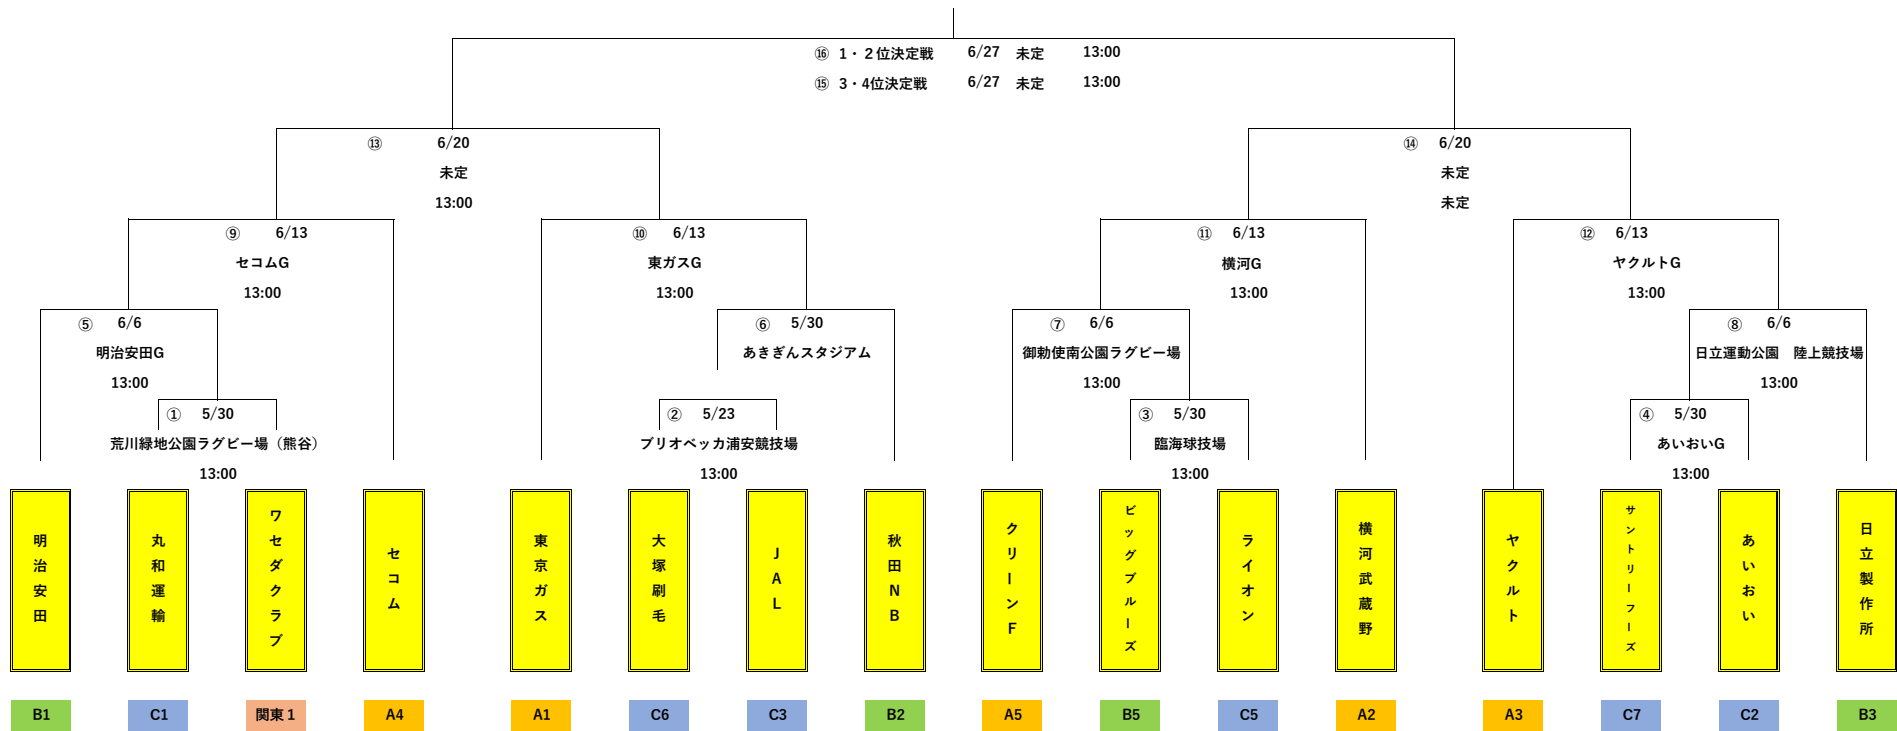 ⑯ 1・２位決定戦 6/27 未定 13:00
⑮ 3・4位決定戦 6/27 未定 13:00
⑬ 6/20
未定
13:00
⑭ 6/20
未定
未定
⑨ 6/13
セコムG
13:00
⑩ 6/13
東ガスG
13:00
⑪ 6/13
横河G
13:00
⑫ 6/13
ヤクルトG
13:00
⑤ 6/6
明治安田G
13:00
⑥ 5/30
あきぎんスタジアム
⑦ 6/6
御勅使南公園ラグビー場
13:00
⑧ 6/6
日立運動公園　陸上競技場
13:00
① 5/30
荒川緑地公園ラグビー場（熊谷）
13:00
② 5/23
ブリオベッカ浦安競技場
13:00
③ 5/30
臨海球技場
13:00
④ 5/30
あいおいG
13:00
明治安田
丸和運輸
ワセダクラブ
セコム
東京ガス
大塚刷毛
JAL
秋田NB
クリーンF
ビッグブルーズ
ライオン
横河武蔵野
ヤクルト
サントリーフーズ
あいおい
日立製作所
B1
C1
関東1
A4
A1
C6
C3
B2
A5
B5
C5
A2
A3
C7
C2
B3